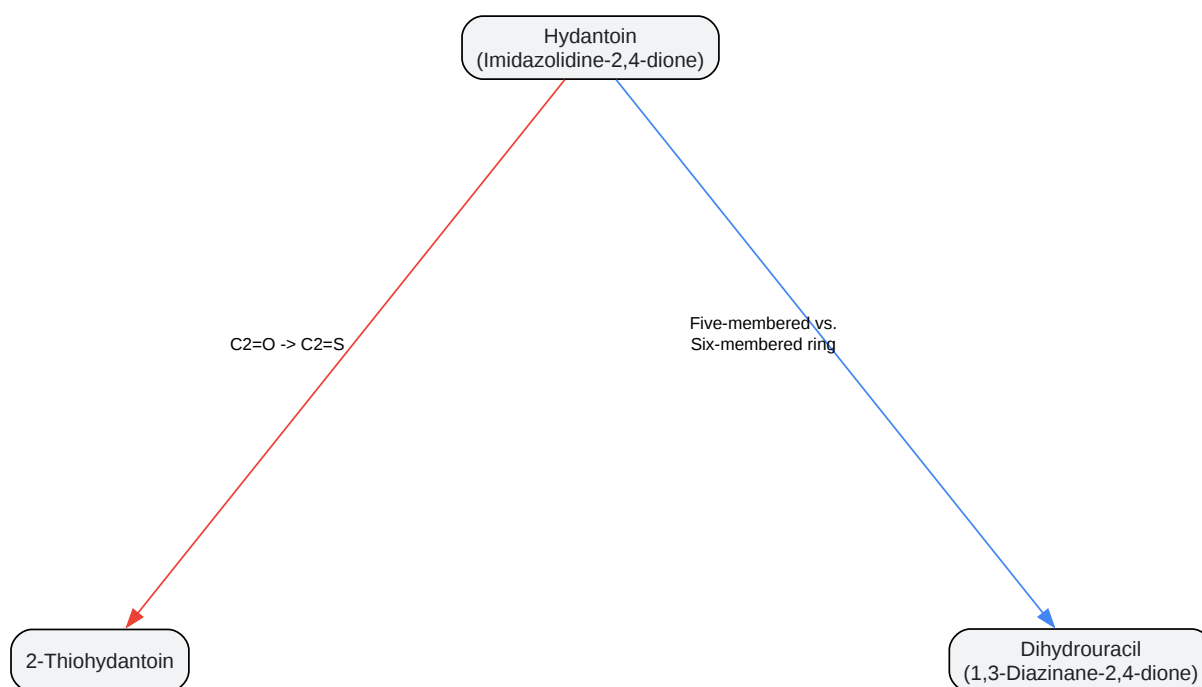 Hydantoin
(Imidazolidine-2,4-dione)
Five-membered vs.
Six-membered ring
C2=O -> C2=S
2-Thiohydantoin
Dihydrouracil
(1,3-Diazinane-2,4-dione)